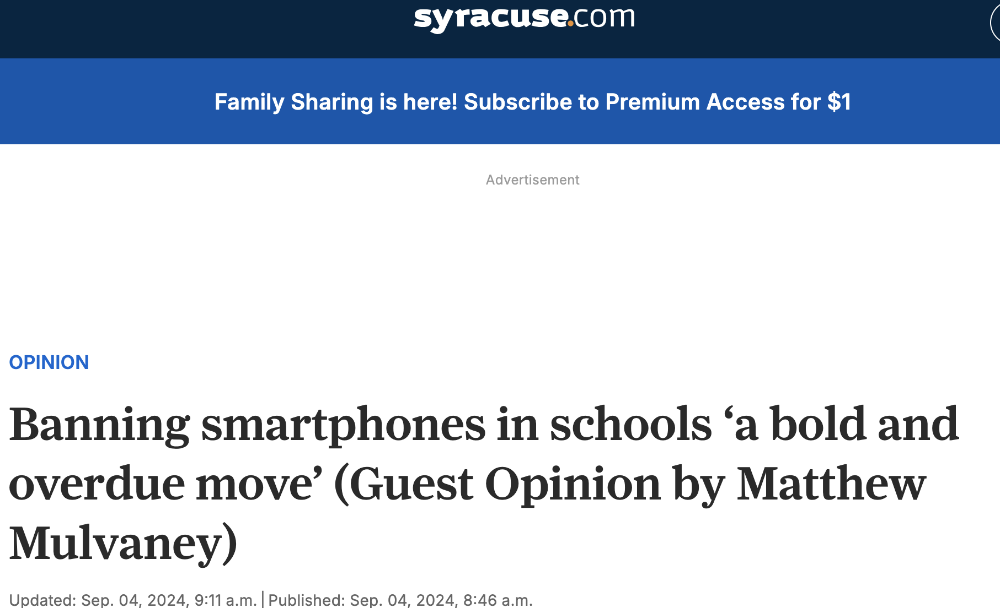 syracuse.com
Family Sharing is here! Subscribe to Premium Access for $1
Advertisement
OPINION
Banning smartphones in schools ‘a bold and
overdue move’ (Guest Opinion by Matthew
Mulvaney)
Updated: Sep. 04, 2024, 9:11 a.m. | Published: Sep. 04, 2024, 8:46 a.m.